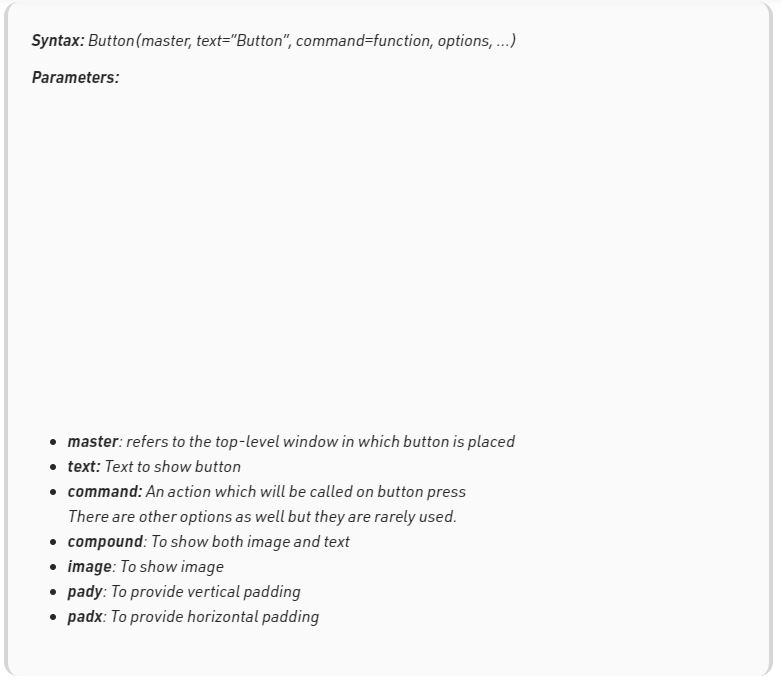 Syntax: Button(master, text=”Button”, command=function, options, …)
Parameters:
master: refers to the top-level window in which button is placed
text: Text to show button
command: An action which will be called on button press
There are other options as well but they are rarely used.
compound: To show both image and text
image: To show image
pady: To provide vertical padding
padx: To provide horizontal padding